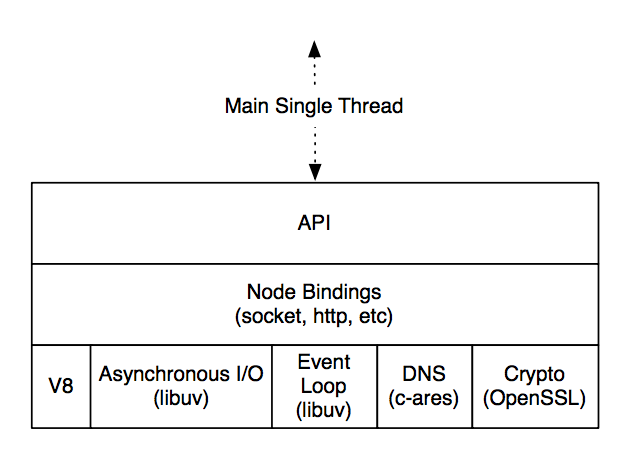 Main Single Thread
API
Node Bindings
(socket, http, etc)
V8
Asynchronous I/O
(libuv)
Event
Loop
(libuv)
DNS
(c-ares)
Crypto
(OpenSSL)